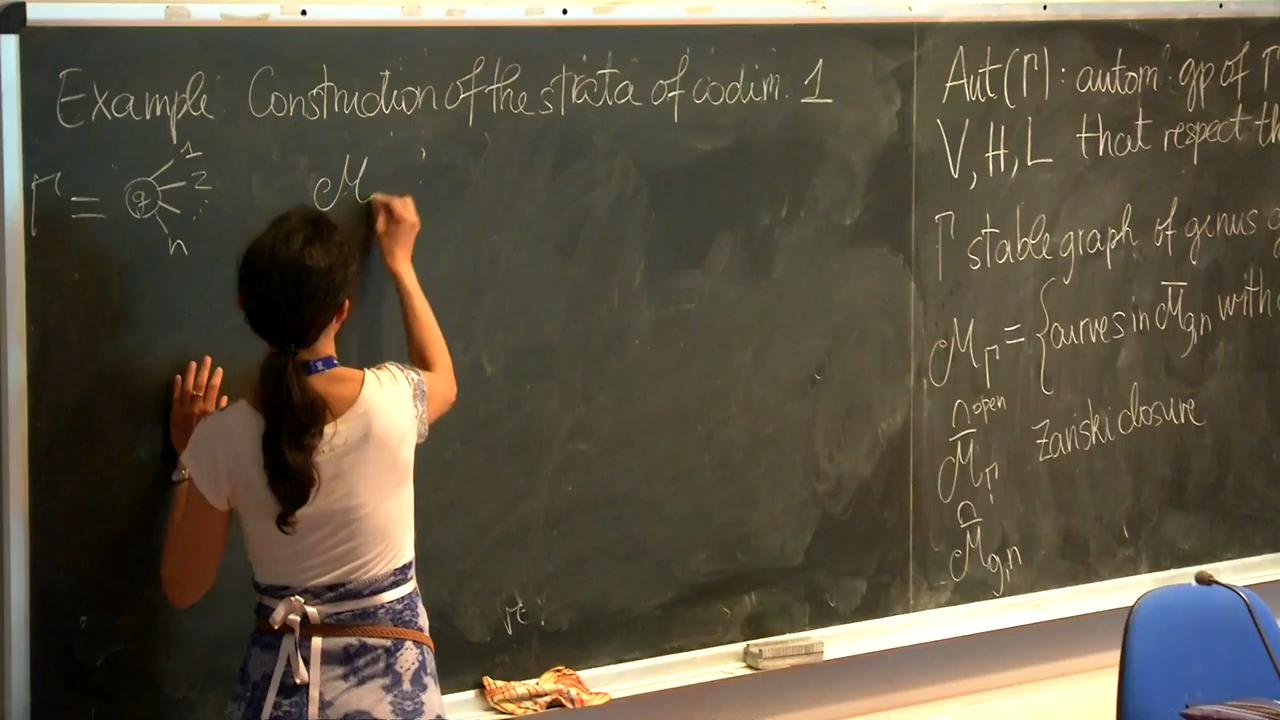 Example. Construction of the strata of codim. 1
Γ = g 1 2 n
M
Aut(Γ): autom. gp of Γ
V, H, L that respect th
Γ stable graph of genus g
M_Γ = { curves in M̄_g,n with
∩ open
M̄_Γ Zariski closure
∩
M̄_g,n